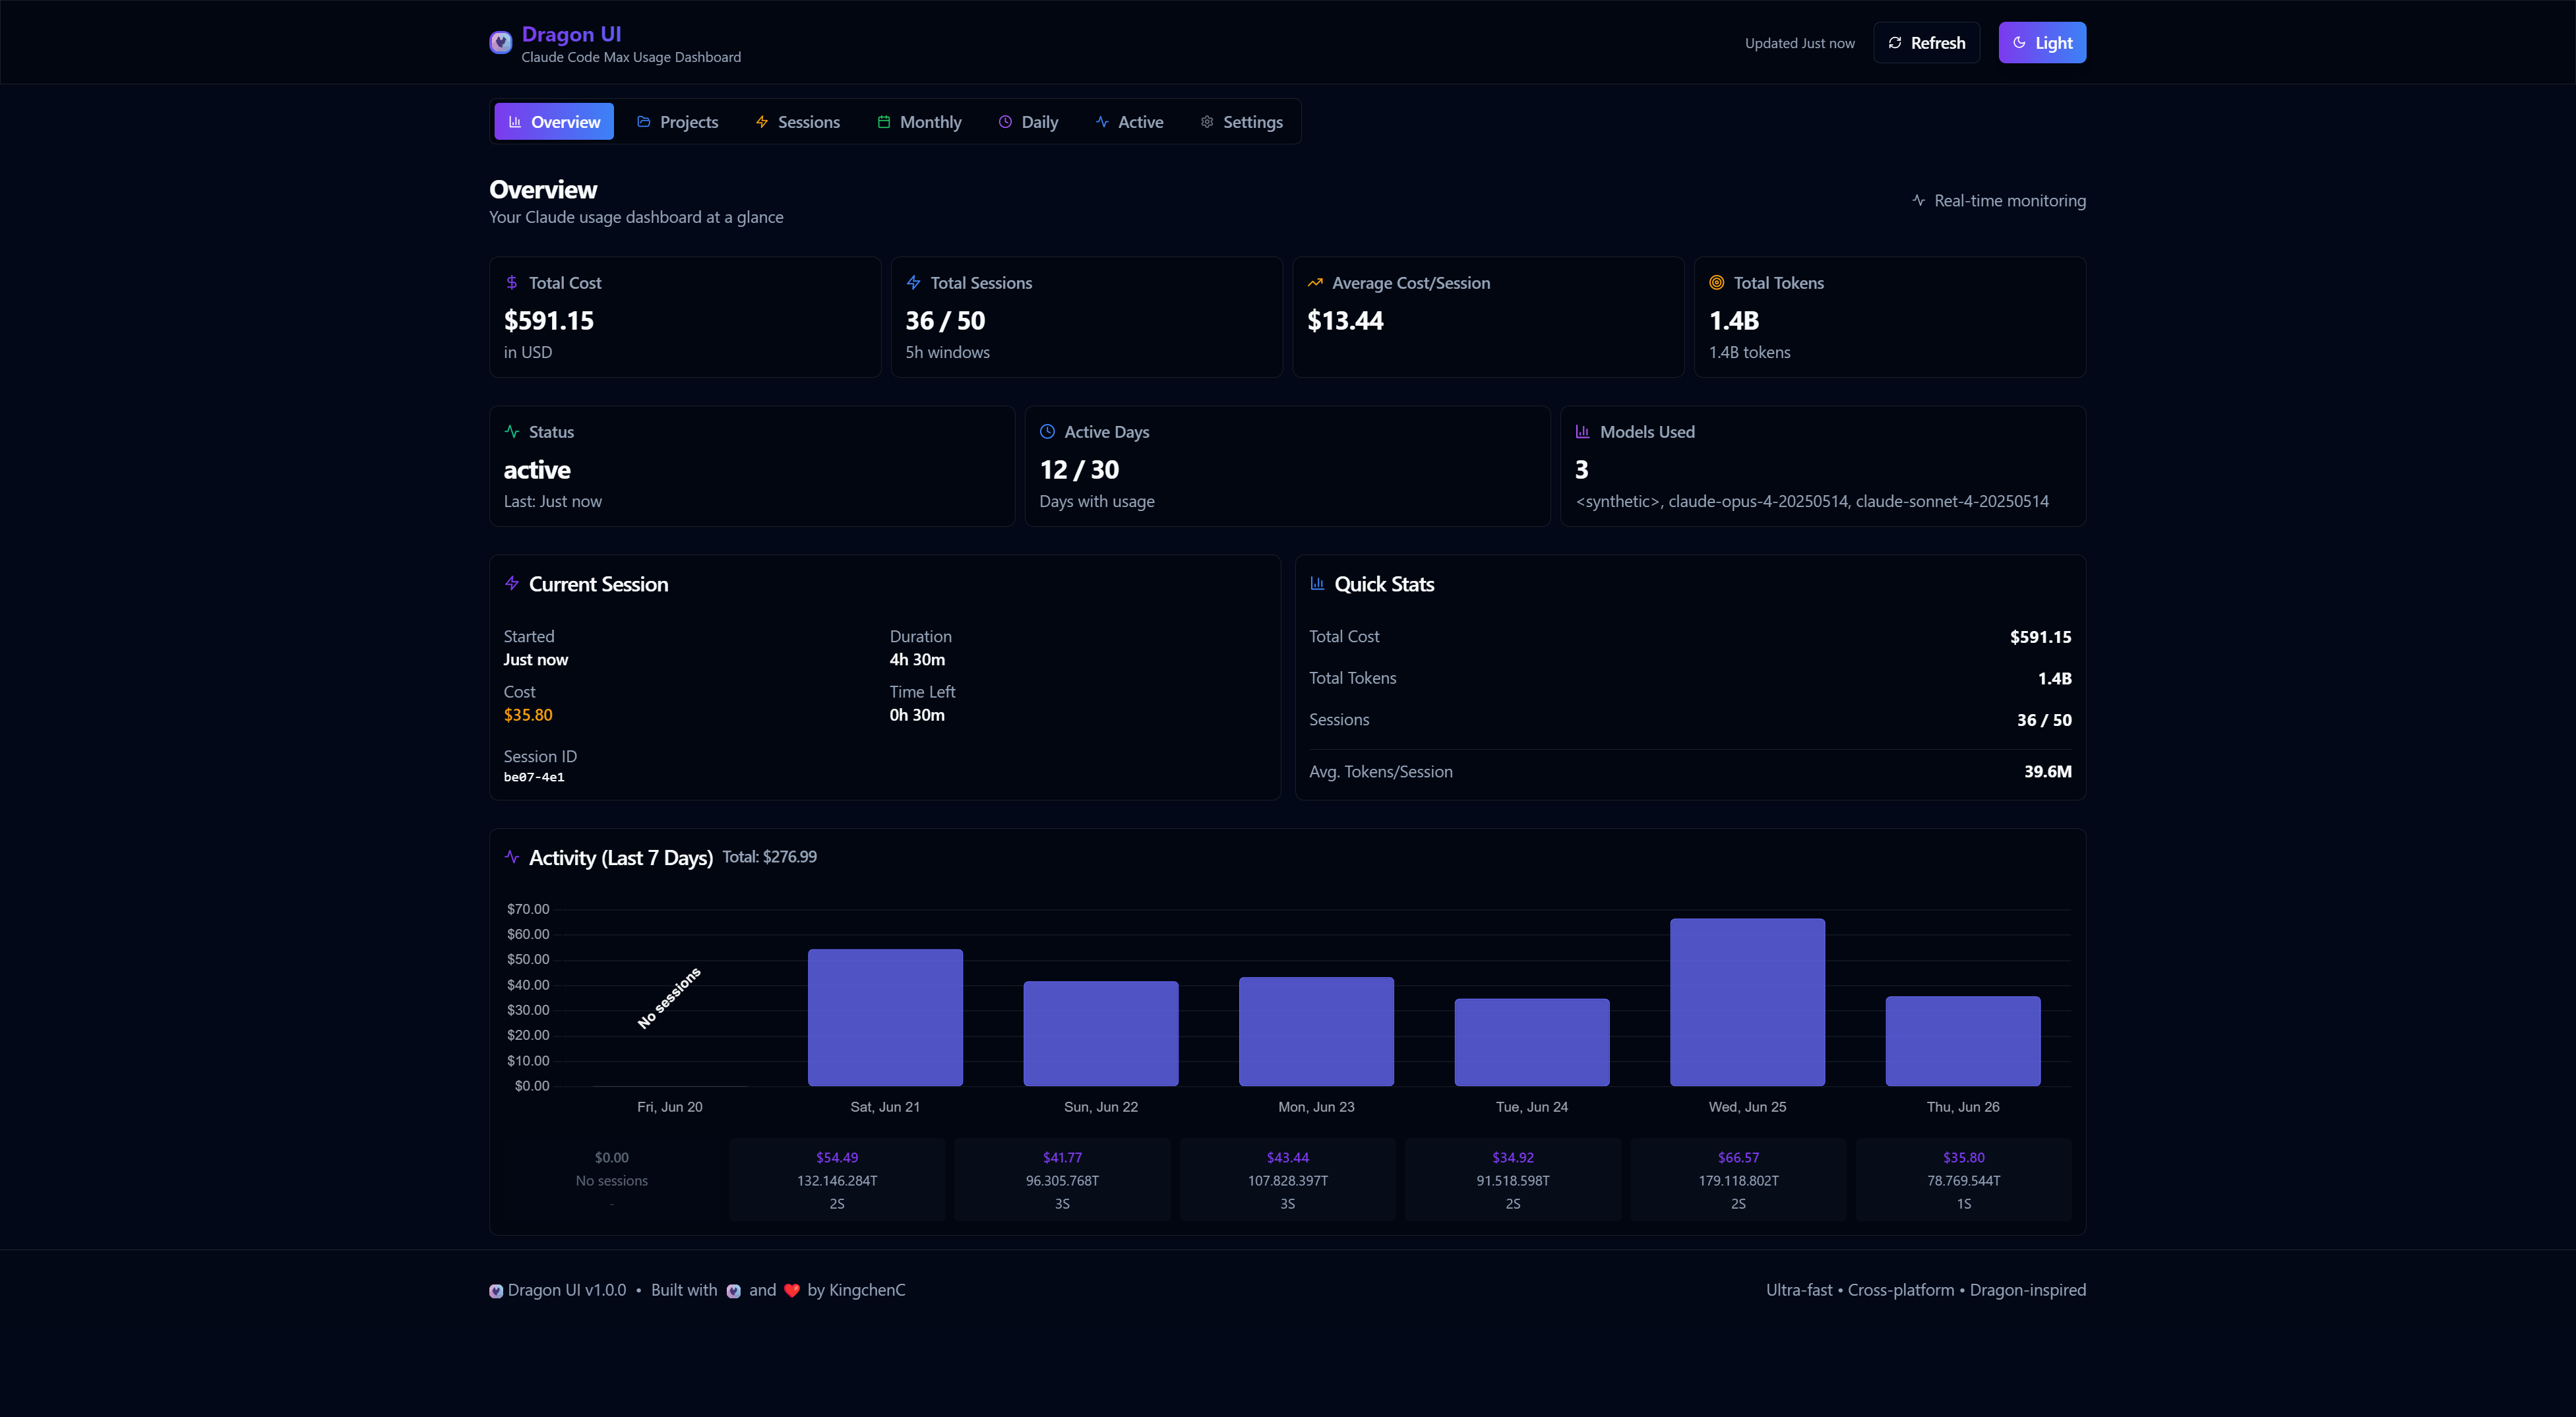 Dragon UI
Claude Code Max Usage Dashboard
Updated Just now
Refresh
Light
Overview
Projects
Sessions
Monthly
Daily
Active
Settings
Overview
Your Claude usage dashboard at a glance
Real-time monitoring
Total Cost
$591.15
in USD
Total Sessions
36 / 50
5h windows
Average Cost/Session
$13.44
Total Tokens
1.4B
1.4B tokens
Status
active
Last: Just now
Active Days
12 / 30
Days with usage
Models Used
3
<synthetic>, claude-opus-4-20250514, claude-sonnet-4-20250514
Current Session
Started
Just now
Duration
4h 30m
Cost
$35.80
Time Left
0h 30m
Session ID
be07-4e1
Quick Stats
Total Cost
$591.15
Total Tokens
1.4B
Sessions
36 / 50
Avg. Tokens/Session
39.6M
Activity (Last 7 Days) Total: $276.99
$70.00
$60.00
$50.00
$40.00
$30.00
$20.00
$10.00
$0.00
No sessions
Fri, Jun 20
Sat, Jun 21
Sun, Jun 22
Mon, Jun 23
Tue, Jun 24
Wed, Jun 25
Thu, Jun 26
$0.00
No sessions
-
$54.49
132.146.284T
2S
$41.77
96.305.768T
3S
$43.44
107.828.397T
3S
$34.92
91.518.598T
2S
$66.57
179.118.802T
2S
$35.80
78.769.544T
1S
Dragon UI v1.0.0 • Built with and ❤️ by KingchenC
Ultra-fast • Cross-platform • Dragon-inspired